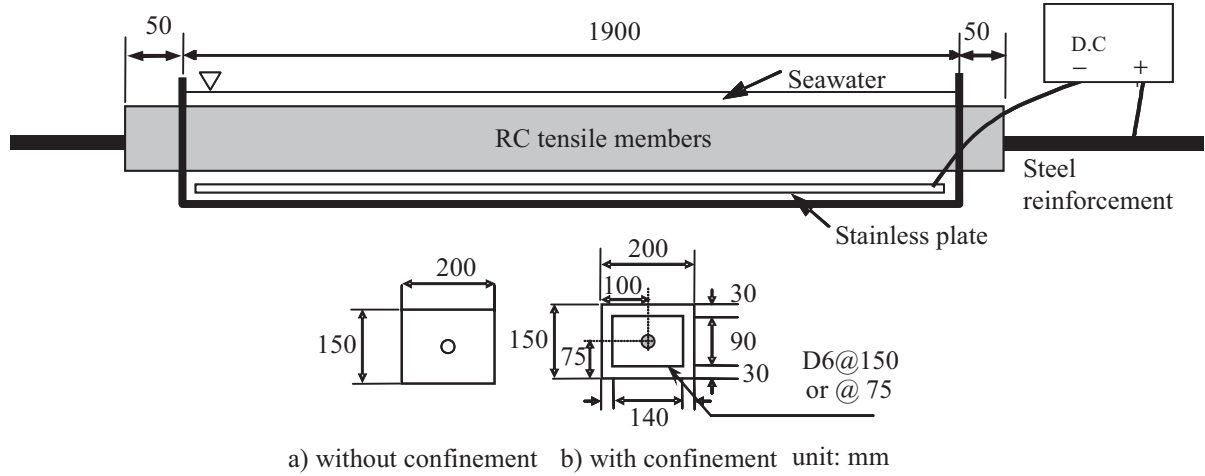 50
1900
50
D.C
− +
Seawater
RC tensile members
Steel
reinforcement
Stainless plate
200
150
200
100
150
75
30
90
30
140
D6@150
or @ 75
a) without confinement b) with confinement unit: mm